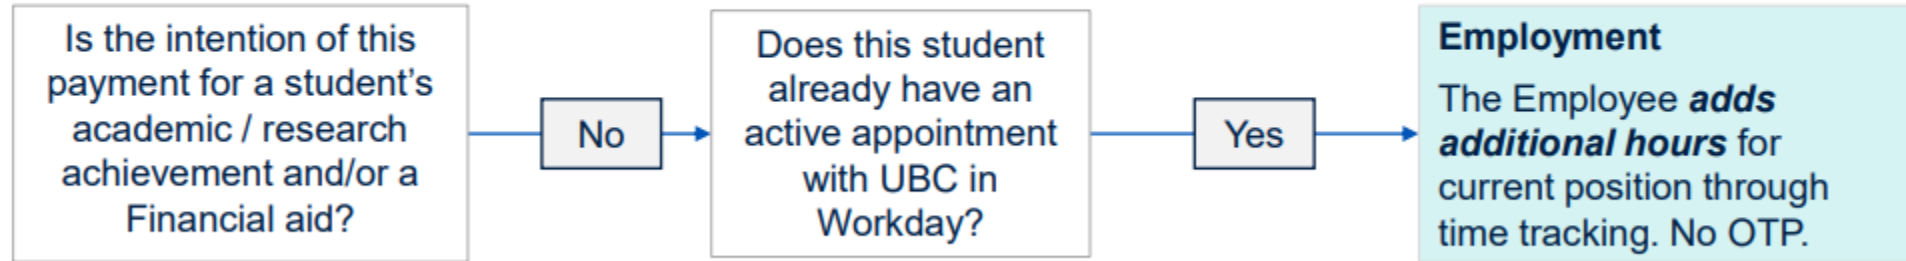 Is the intention of this
payment for a student's
academic / research
achievement and/or a
Financial aid?
No
Does this student
already have an
active appointment
with UBC in
Workday?
Yes
Employment
The Employee adds
additional hours for
current position through
time tracking. No OTP.